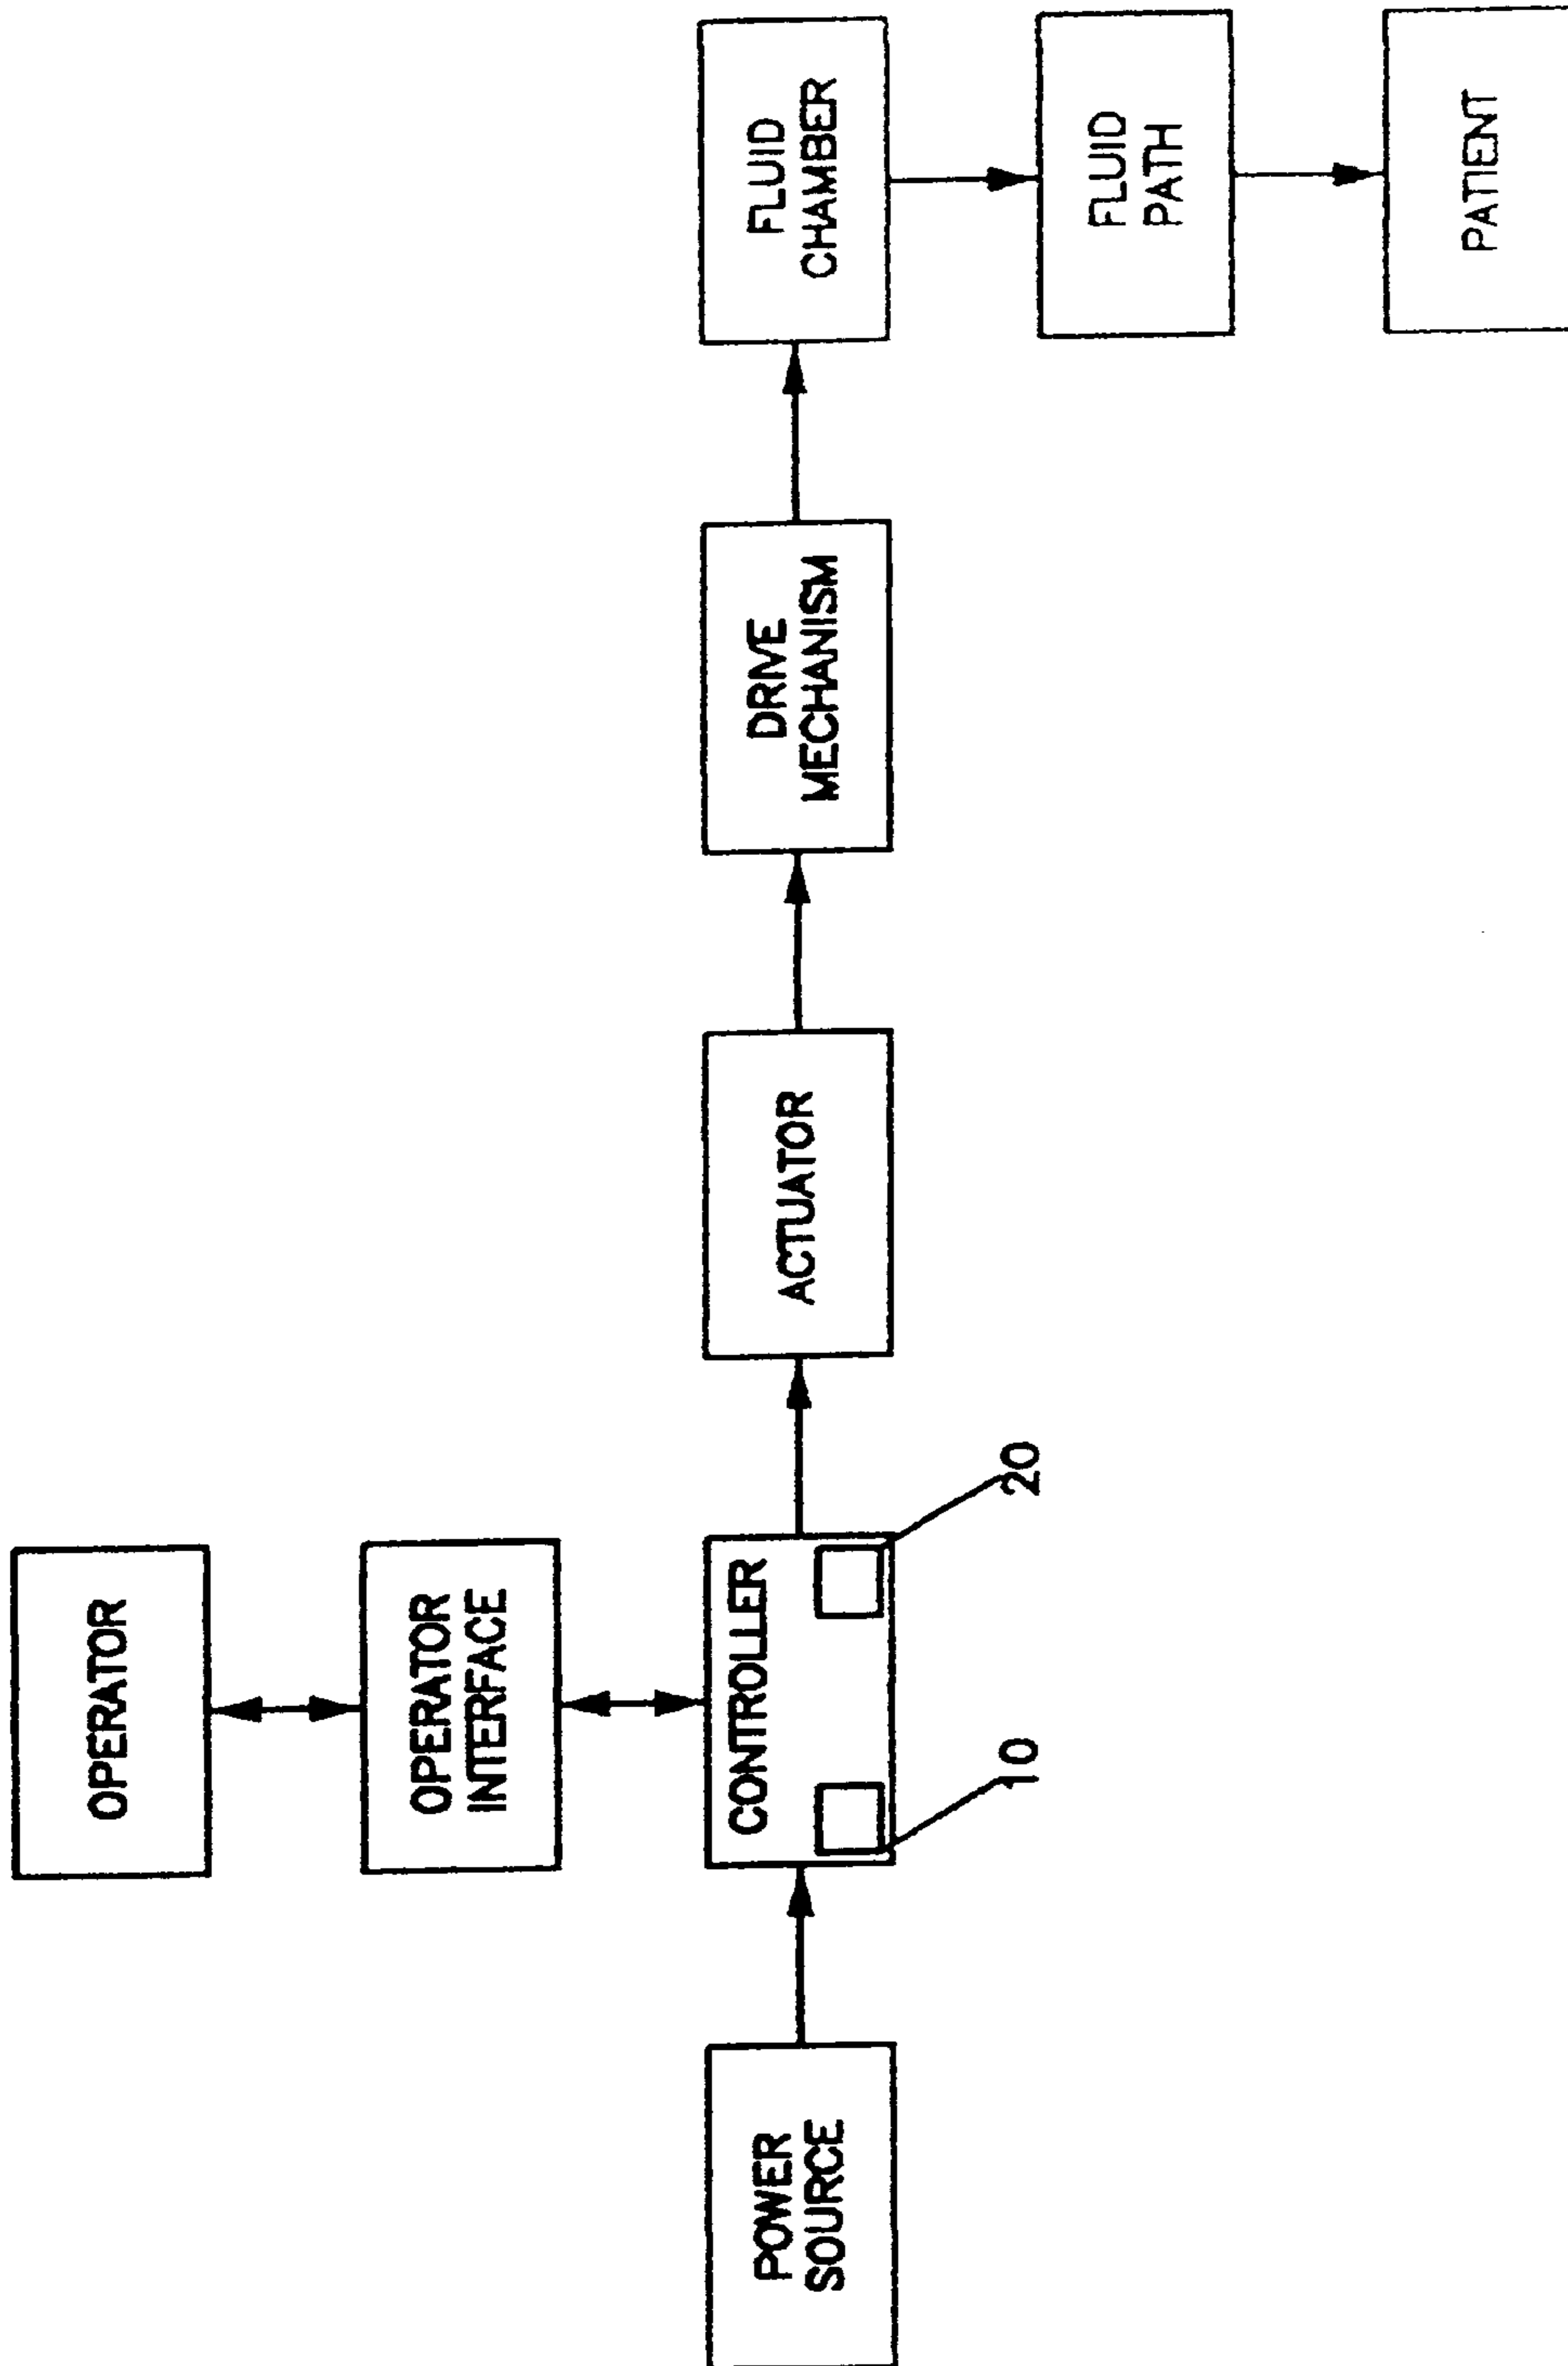 OPERATOR
OPERATOR
INTERFACE
POWER
SOURCE
CONTROLLER
10
20
ACTUATOR
DRIVE
MECHANISM
FLUID
CHAMBER
FLUID
PATH
PATIENT